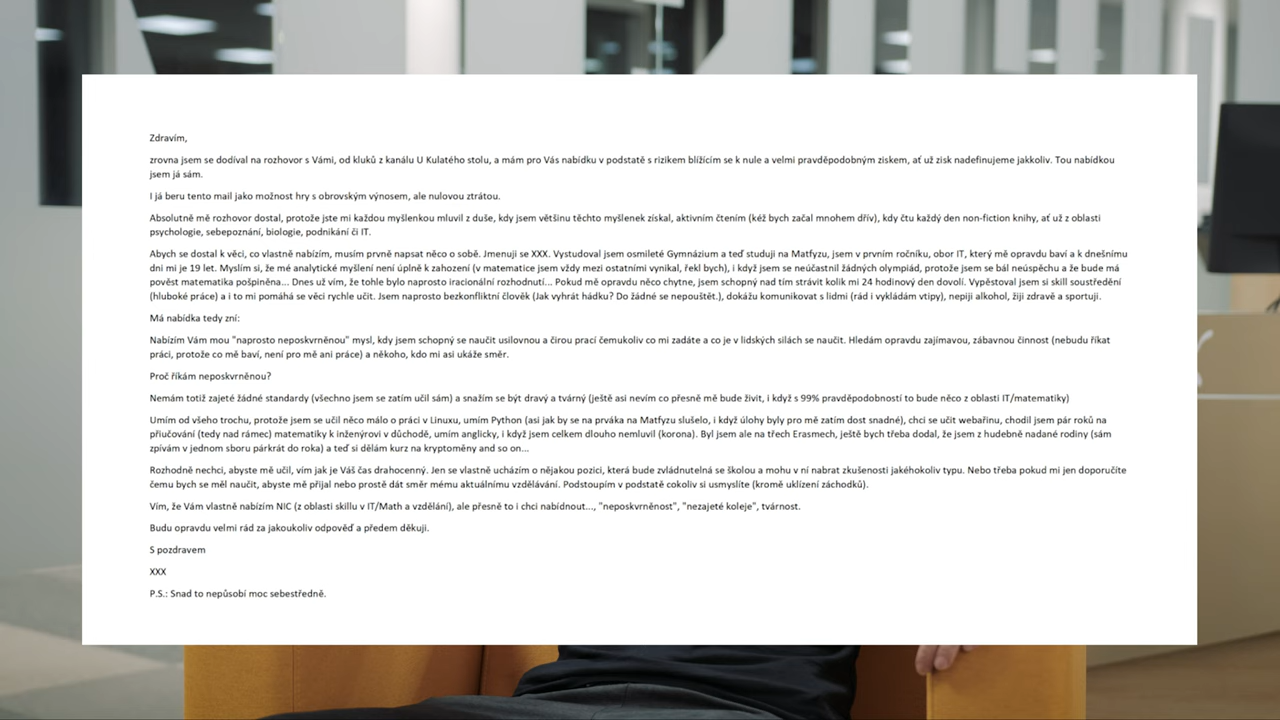 Zdravím,
zrovna jsem se dodíval na rozhovor s Vámi, od kluků z kanálu U Kulatého stolu, a mám pro Vás nabídku v podstatě s rizikem blížícím se k nule a velmi pravděpodobným ziskem, ať už zisk nadefinujeme jakkoliv. Tou nabídkou
jsem já sám.
I já beru tento mail jako možnost hry s obrovským výnosem, ale nulovou ztrátou.
Absolutně mě rozhovor dostal, protože jste mi každou myšlenkou mluvil z duše, kdy jsem většinu těchto myšlenek získal, aktivním čtením (kéž bych začal mnohem dřív), kdy čtu každý den non-fiction knihy, ať už z oblasti
psychologie, sebepoznání, biologie, podnikání či IT.
Abych se dostal k věci, co vlastně nabízím, musím prvně napsat něco o sobě. Jmenuji se XXX. Vystudoval jsem osmileté Gymnázium a teď studuji na Matfyzu, jsem v prvním ročníku, obor IT, který mě opravdu baví a k dnešnímu
dni mi je 19 let. Myslím si, že mé analytické myšlení není úplně k zahození (v matematice jsem vždy mezi ostatními vynikal, řekl bych), i když jsem se neúčastnil žádných olympiád, protože jsem se bál neúspěchu a že bude má
pověst matematika pošpiněna... Dnes už vím, že tohle bylo naprosto iracionální rozhodnutí... Pokud mě opravdu něco chytne, jsem schopný nad tím strávit kolik mi 24 hodinový den dovolí. Vypěstoval jsem si skill soustředění
(hluboké práce) a i to mi pomáhá se věci rychle učit. Jsem naprosto bezkonfliktní člověk (Jak vyhrát hádku? Do žádné se nepouštět.), dokážu komunikovat s lidmi (rád i vykládám vtipy), nepiji alkohol, žiji zdravě a sportuji.
Má nabídka tedy zní:
Nabízím Vám mou "naprosto neposkvrněnou" mysl, kdy jsem schopný se naučit usilovnou a čirou prací čemukoliv co mi zadáte a co je v lidských silách se naučit. Hledám opravdu zajímavou, zábavnou činnost (nebudu říkat
práci, protože co mě baví, není pro mě ani práce) a někoho, kdo mi asi ukáže směr.
Proč říkám neposkvrněnou?
Nemám totiž zajeté žádné standardy (všechno jsem se zatím učil sám) a snažím se být dravý a tvárný (ještě asi nevím co přesně mě bude živit, i když s 99% pravděpodobností to bude něco z oblasti IT/matematiky)
Umím od všeho trochu, protože jsem se učil něco málo o práci v Linuxu, umím Python (asi jak by se na prváka na Matfyzu slušelo, i když úlohy byly pro mě zatím dost snadné), chci se učit webařinu, chodil jsem pár roků na
přiučování (tedy nad rámec) matematiky k inženýrovi v důchodě, umím anglicky, i když jsem celkem dlouho nemluvil (korona). Byl jsem ale na třech Erasmech, ještě bych třeba dodal, že jsem z hudebně nadané rodiny (sám
zpívám v jednom sboru párkrát do roka) a teď si dělám kurz na kryptoměny and so on...
Rozhodně nechci, abyste mě učil, vím jak je Váš čas drahocenný. Jen se vlastně ucházím o nějakou pozici, která bude zvládnutelná se školou a mohu v ní nabrat zkušenosti jakéhokoliv typu. Nebo třeba pokud mi jen doporučíte
čemu bych se měl naučit, abyste mě přijal nebo prostě dát směr mému aktuálnímu vzdělávání. Podstoupím v podstatě cokoliv si usmyslíte (kromě uklízení záchodků).
Vím, že Vám vlastně nabízím NIC (z oblasti skillu v IT/Math a vzdělání), ale přesně to i chci nabídnout..., "neposkvrněnost", "nezajeté koleje", tvárnost.
Budu opravdu velmi rád za jakoukoliv odpověď a předem děkuji.
S pozdravem
XXX
P.S.: Snad to nepůsobí moc sebestředně.